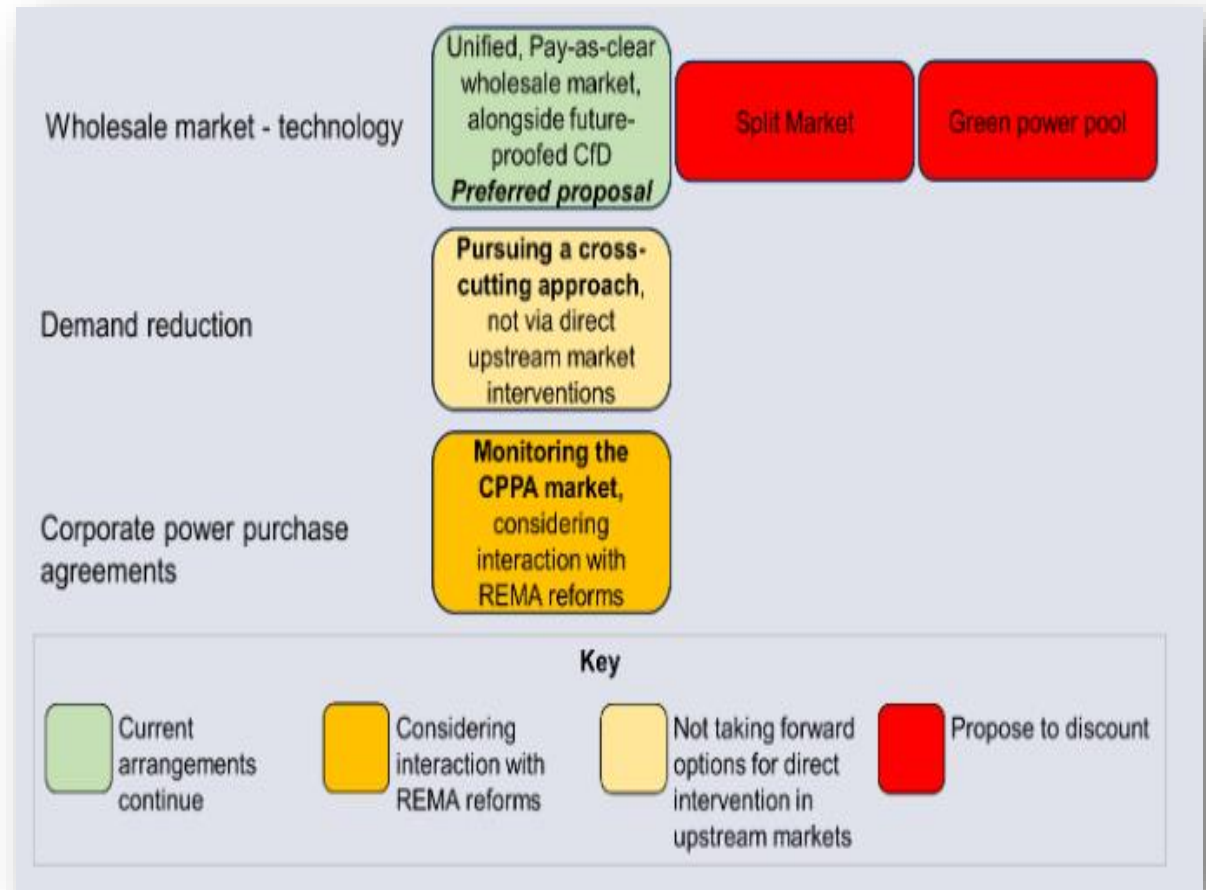 Unified, Pay-as-clear
wholesale market,
alongside future-
proofed CfD
Preferred proposal
Wholesale market - technology
Split Market
Green power pool
Pursuing a cross-
cutting approach,
not via direct
upstream market
interventions
Demand reduction
Monitoring the
CPPA market,
considering
interaction with
REMA reforms
Corporate power purchase
agreements
Key
Current
arrangements
continue
Considering
interaction with
REMA reforms
Not taking forward
options for direct
intervention in
upstream markets
Propose to discount